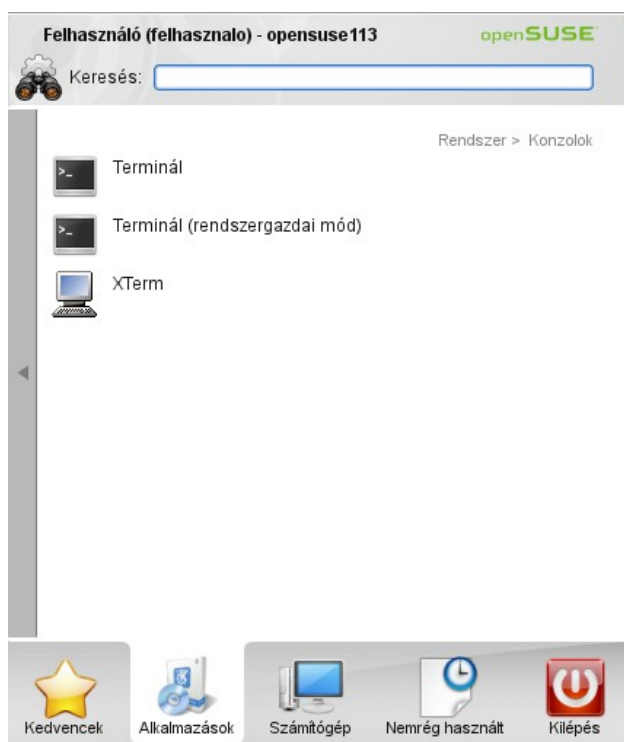 Felhasználó (felhasznalo) - opensuse113 openSUSE
Keresés:
Rendszer > Konzolok
Terminál
Terminál (rendszergazdai mód)
XTerm
Kedvencek Alkalmazások Számítógép Nemrég használt Kilépés